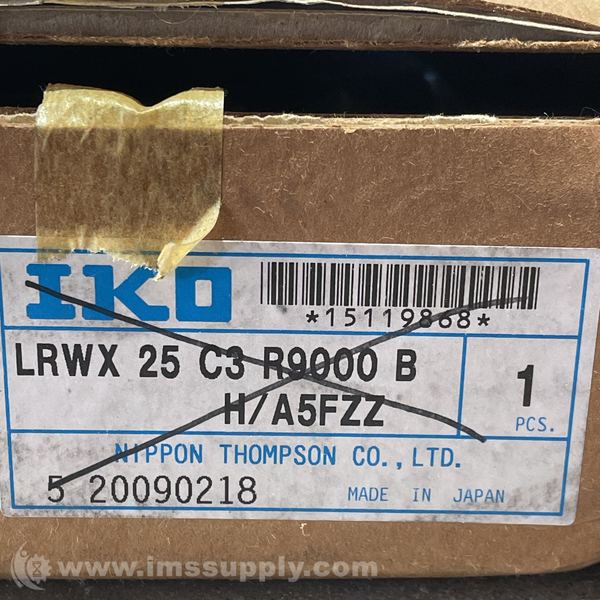 IKO
*15119868*
LRWX 25 C3 R9000 B
H/A5FZZ
1
PCS.
NIPPON THOMPSON CO.,LTD.
5 20090218
MADE IN JAPAN
www.imssupply.com